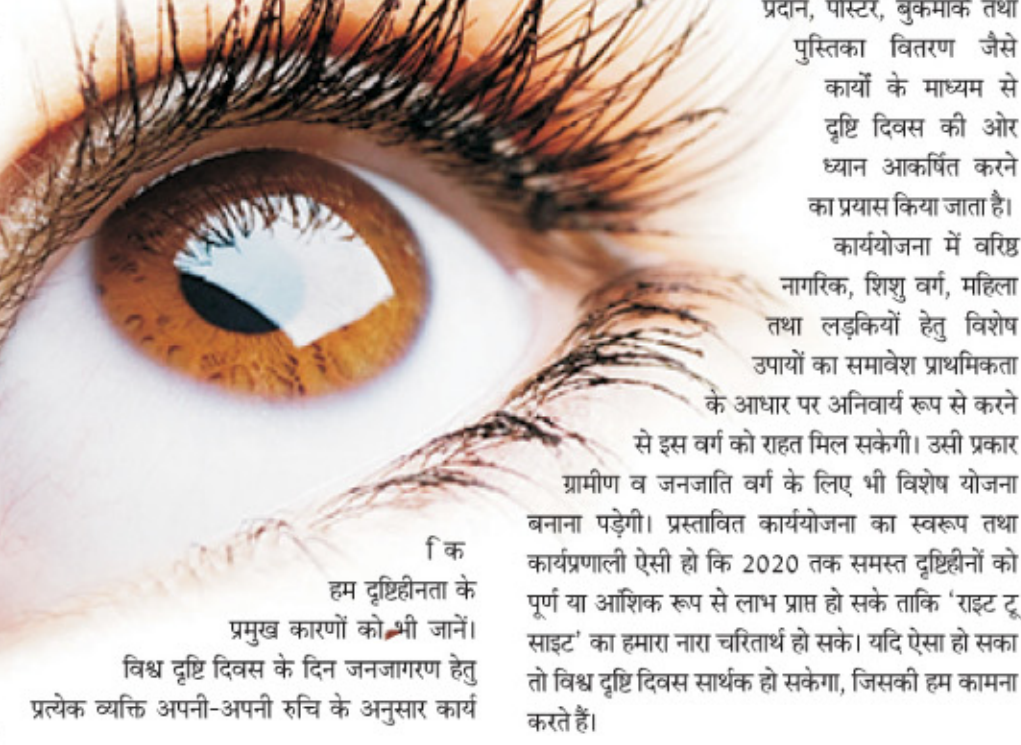 कि
हम दृष्टिहीनता के
प्रमुख कारणों को भी जानें।
विश्व दृष्टि दिवस के दिन जनजागरण हेतु
प्रत्येक व्यक्ति अपनी-अपनी रुचि के अनुसार कार्य
प्रदान, पोस्टर, बुकमार्क तथा
पुस्तिका वितरण जैसे
कार्यों के माध्यम से
दृष्टि दिवस की ओर
ध्यान आकर्षित करने
का प्रयास किया जाता है।
कार्ययोजना में वरिष्ठ
नागरिक, शिशु वर्ग, महिला
तथा लड़कियों हेतु विशेष
उपायों का समावेश प्राथमिकता
के आधार पर अनिवार्य रूप से करने
से इस वर्ग को राहत मिल सकेगी। उसी प्रकार
ग्रामीण व जनजाति वर्ग के लिए भी विशेष योजना
बनाना पड़ेगी। प्रस्तावित कार्ययोजना का स्वरूप तथा
कार्यप्रणाली ऐसी हो कि 2020 तक समस्त दृष्टिहीनों को
पूर्ण या आंशिक रूप से लाभ प्राप्त हो सके ताकि ‘राइट टू
साइट’ का हमारा नारा चरितार्थ हो सके। यदि ऐसा हो सका
तो विश्व दृष्टि दिवस सार्थक हो सकेगा, जिसकी हम कामना
करते हैं।